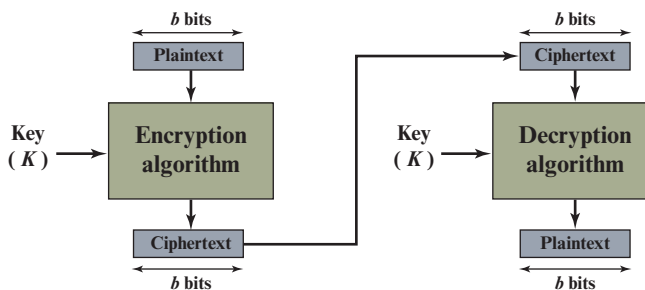 b bits
Plaintext
Key
( K )
Encryption
algorithm
Ciphertext
b bits
b bits
Ciphertext
Key
( K )
Decryption
algorithm
Plaintext
b bits